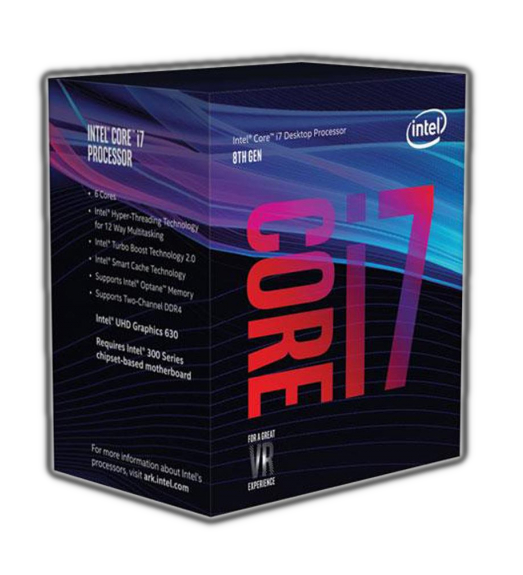 INTEL® CORE™ i7
PROCESSOR
• 6 Cores
• Intel® Hyper-Threading Technology
for 12 Way Multitasking
• Intel® Turbo Boost Technology 2.0
• Intel® Smart Cache Technology
• Supports Intel® Optane™ Memory
• Supports Two-Channel DDR4
Intel® UHD Graphics 630
Requires Intel® 300 Series
chipset-based motherboard
For more information about Intel's
processors, visit ark.intel.com
Intel® Core™ i7 Desktop Processor
8TH GEN
intel
CORE i7
FOR A GREAT
VR
EXPERIENCE